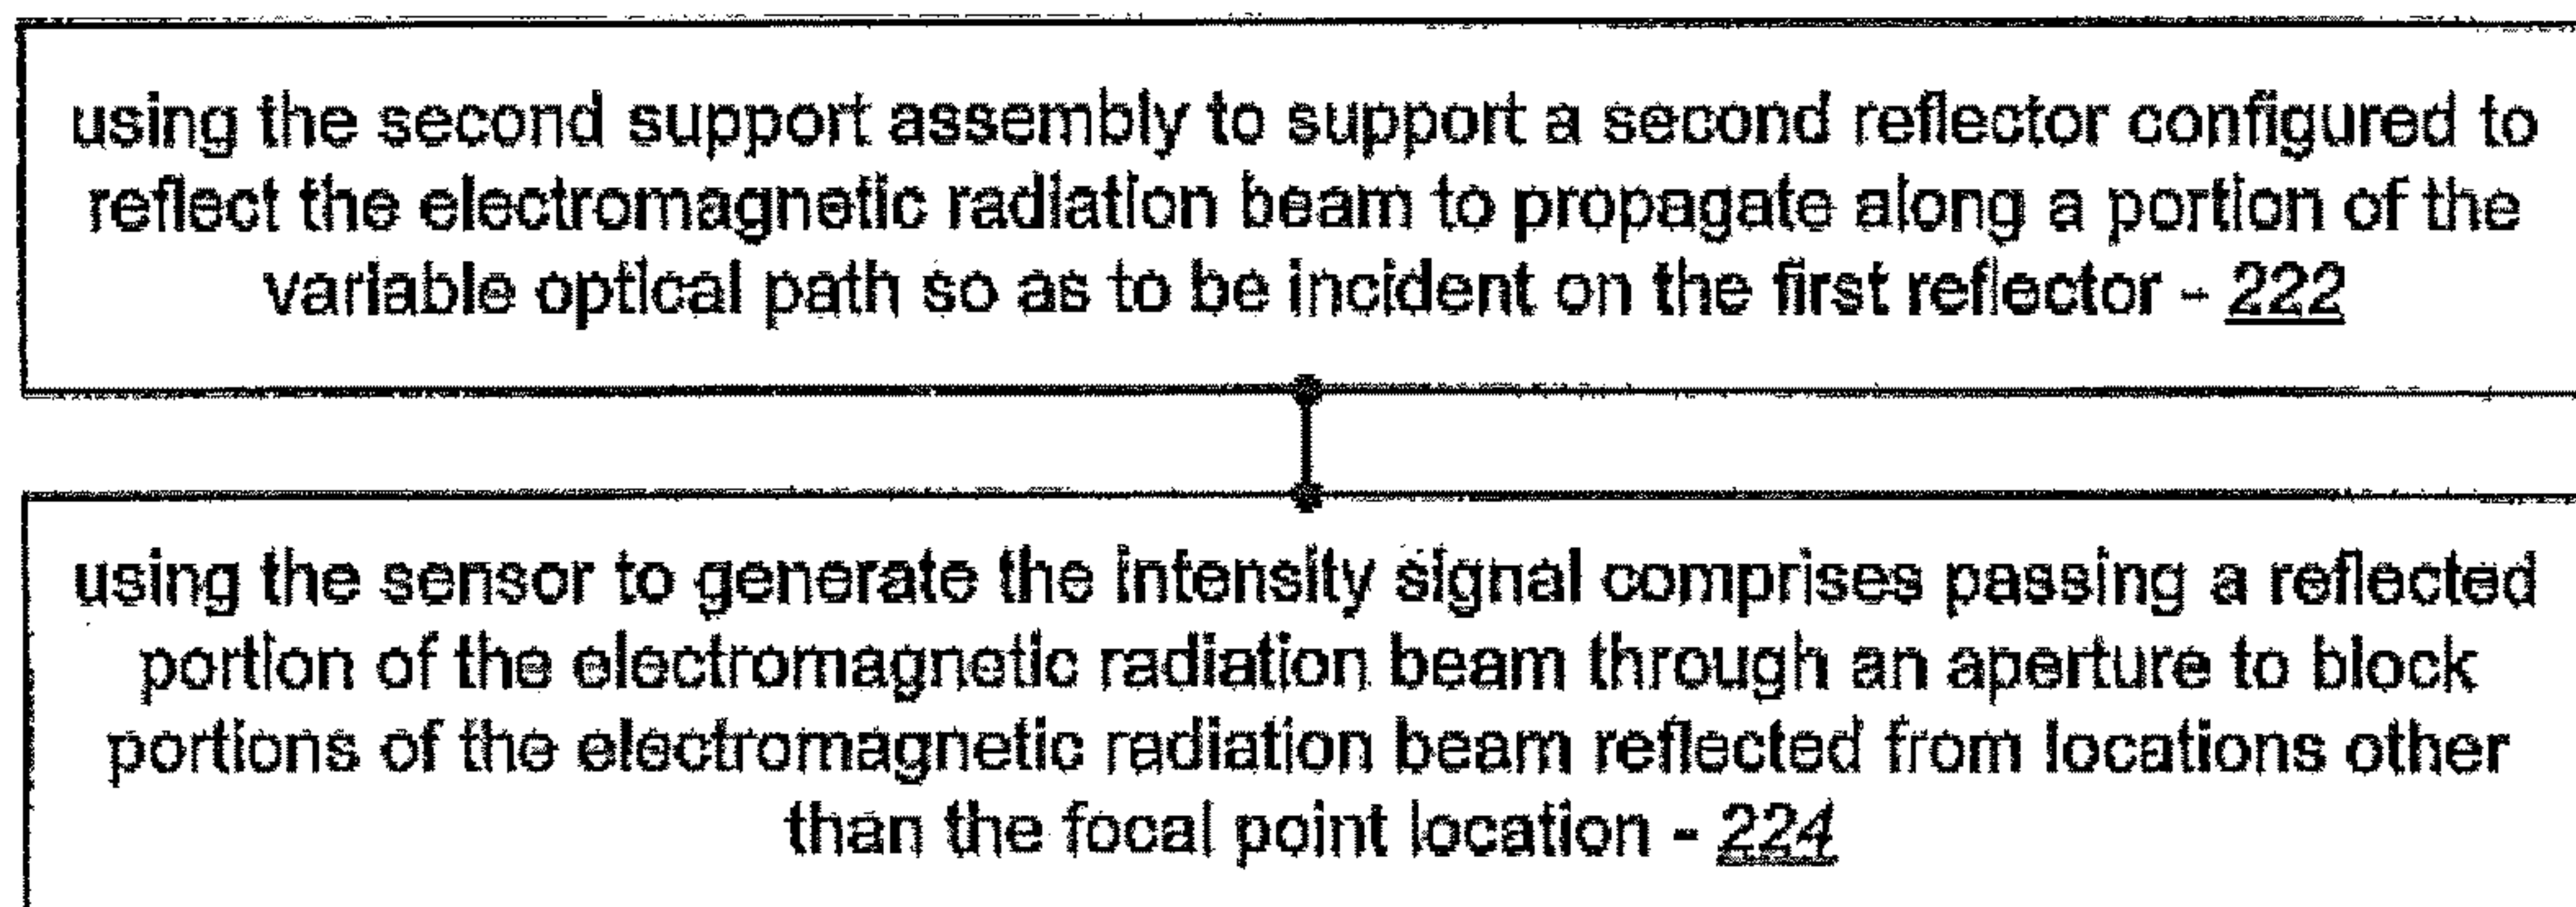 using the second support assembly to support a second reflector configured to
reflect the electromagnetic radiation beam to propagate along a portion of the
variable optical path so as to be incident on the first reflector - 222
using the sensor to generate the intensity signal comprises passing a reflected
portion of the electromagnetic radiation beam through an aperture to block
portions of the electromagnetic radiation beam reflected from locations other
than the focal point location - 224